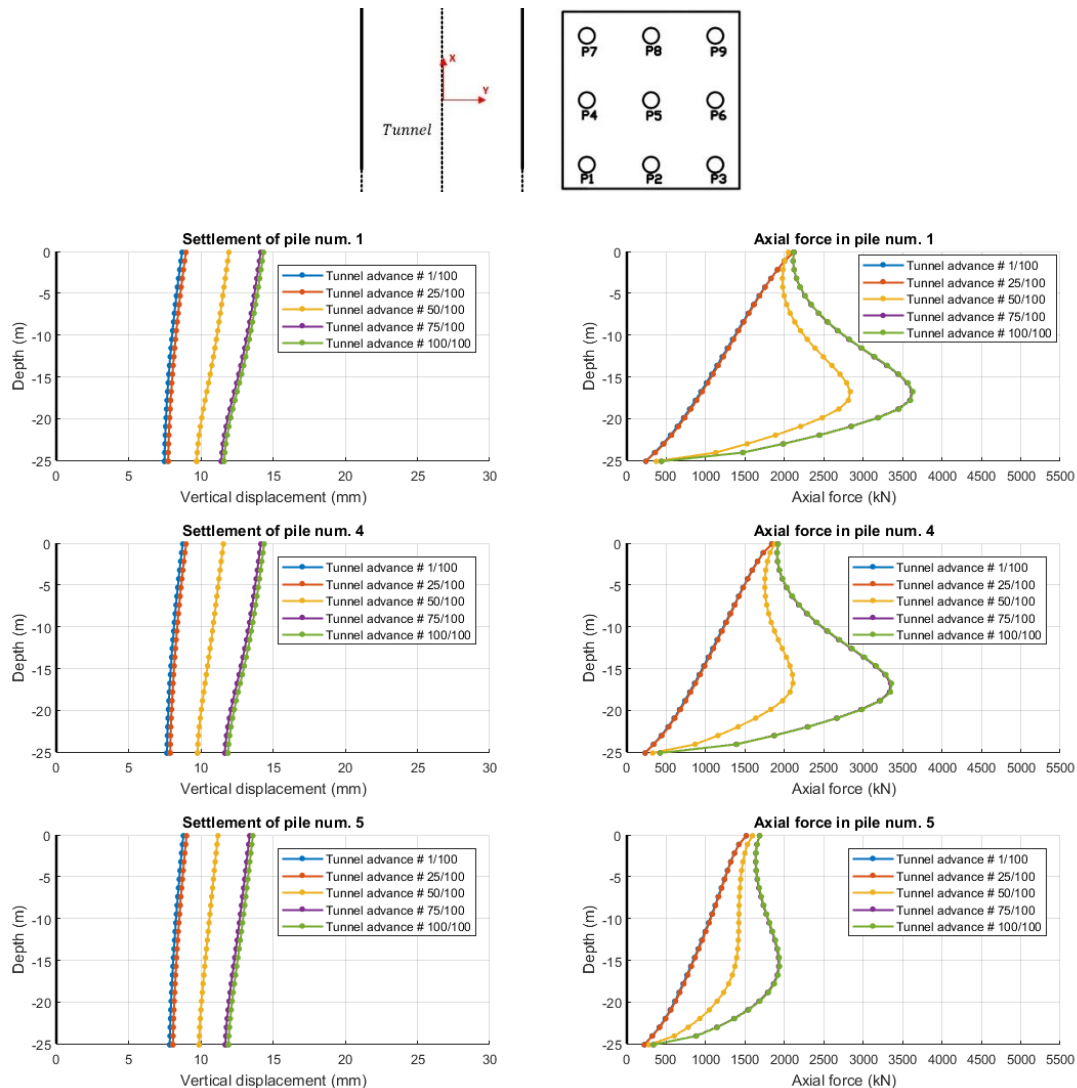 P7 P8 P9
X
Y
P4 P5 P6
Tunnel
P1 P2 P3
Settlement of pile num. 1
0
-5
-10
-15
-20
-25
Depth (m)
Tunnel advance # 1/100
Tunnel advance # 25/100
Tunnel advance # 50/100
Tunnel advance # 75/100
Tunnel advance # 100/100
0 5 10 15 20 25 30
Vertical displacement (mm)
Axial force in pile num. 1
0
-5
-10
-15
-20
-25
Depth (m)
Tunnel advance # 1/100
Tunnel advance # 25/100
Tunnel advance # 50/100
Tunnel advance # 75/100
Tunnel advance # 100/100
0 500 1000 1500 2000 2500 3000 3500 4000 4500 5000 5500
Axial force (kN)
Settlement of pile num. 4
0
-5
-10
-15
-20
-25
Depth (m)
Tunnel advance # 1/100
Tunnel advance # 25/100
Tunnel advance # 50/100
Tunnel advance # 75/100
Tunnel advance # 100/100
0 5 10 15 20 25 30
Vertical displacement (mm)
Axial force in pile num. 4
0
-5
-10
-15
-20
-25
Depth (m)
Tunnel advance # 1/100
Tunnel advance # 25/100
Tunnel advance # 50/100
Tunnel advance # 75/100
Tunnel advance # 100/100
0 500 1000 1500 2000 2500 3000 3500 4000 4500 5000 5500
Axial force (kN)
Settlement of pile num. 5
0
-5
-10
-15
-20
-25
Depth (m)
Tunnel advance # 1/100
Tunnel advance # 25/100
Tunnel advance # 50/100
Tunnel advance # 75/100
Tunnel advance # 100/100
0 5 10 15 20 25 30
Vertical displacement (mm)
Axial force in pile num. 5
0
-5
-10
-15
-20
-25
Depth (m)
Tunnel advance # 1/100
Tunnel advance # 25/100
Tunnel advance # 50/100
Tunnel advance # 75/100
Tunnel advance # 100/100
0 500 1000 1500 2000 2500 3000 3500 4000 4500 5000 5500
Axial force (kN)